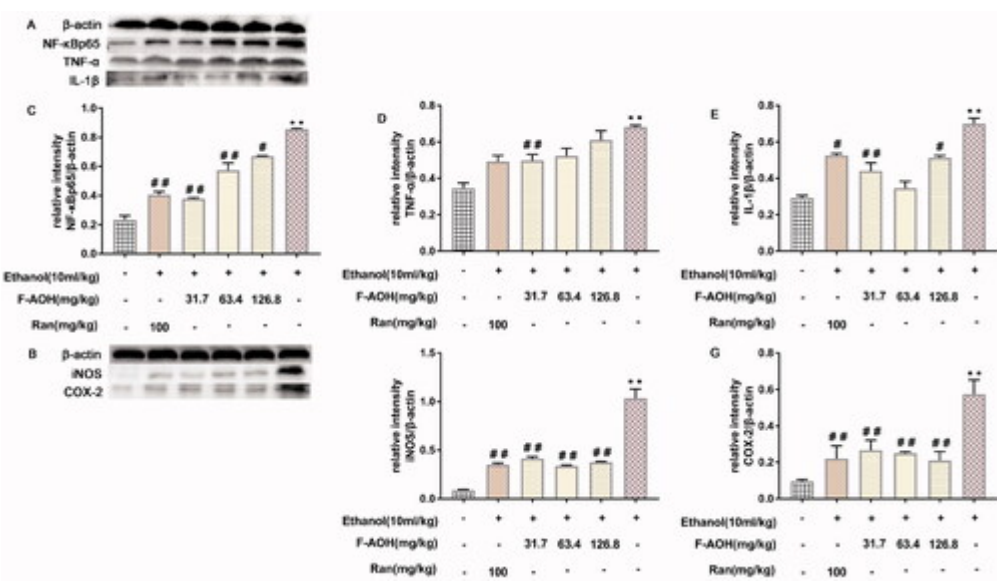 A β-actin
NF-κBp65
TNF-α
IL-1β
C
relative intensity
NF-κBp65/β-actin
1.0
0.8
0.6
0.4
0.2
0.0
## ## ## # **
Ethanol(10ml/kg) - + + + + +
F-AOH(mg/kg) - - 31.7 63.4 126.8 -
Ran(mg/kg) - 100 - - - -
D
relative intensity
TNF-α/β-actin
0.8
0.6
0.4
0.2
0.0
## **
Ethanol(10ml/kg) - + + + + +
F-AOH(mg/kg) - - 31.7 63.4 126.8 -
Ran(mg/kg) - 100 - - - -
E
relative intensity
IL-1β/β-actin
0.8
0.6
0.4
0.2
0.0
# ## # **
Ethanol(10ml/kg) - + + + + +
F-AOH(mg/kg) - - 31.7 63.4 126.8 -
Ran(mg/kg) - 100 - - - -
B β-actin
iNOS
COX-2
relative intensity
iNOS/β-actin
1.5
1.0
0.5
0.0
## ## ## ## **
Ethanol(10ml/kg) - + + + + +
F-AOH(mg/kg) - - 31.7 63.4 126.8 -
Ran(mg/kg) - 100 - - - -
G
relative intensity
COX-2/β-actin
0.8
0.6
0.4
0.2
0.0
## ## ## ## **
Ethanol(10ml/kg) - + + + + +
F-AOH(mg/kg) - - 31.7 63.4 126.8 -
Ran(mg/kg) - 100 - - - -